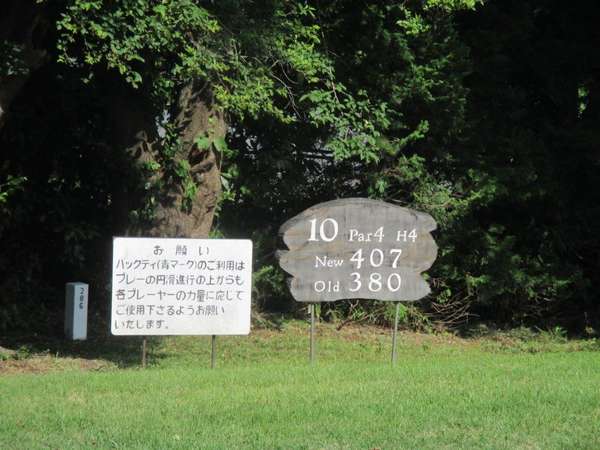 お願い
バックティ(青マーク)のご利用は
プレーの円滑進行の上からも
各プレーヤーの力量に応じて
ご使用下さるようお願い
いたします。
10 Par4 H4
New 407
Old 380
286